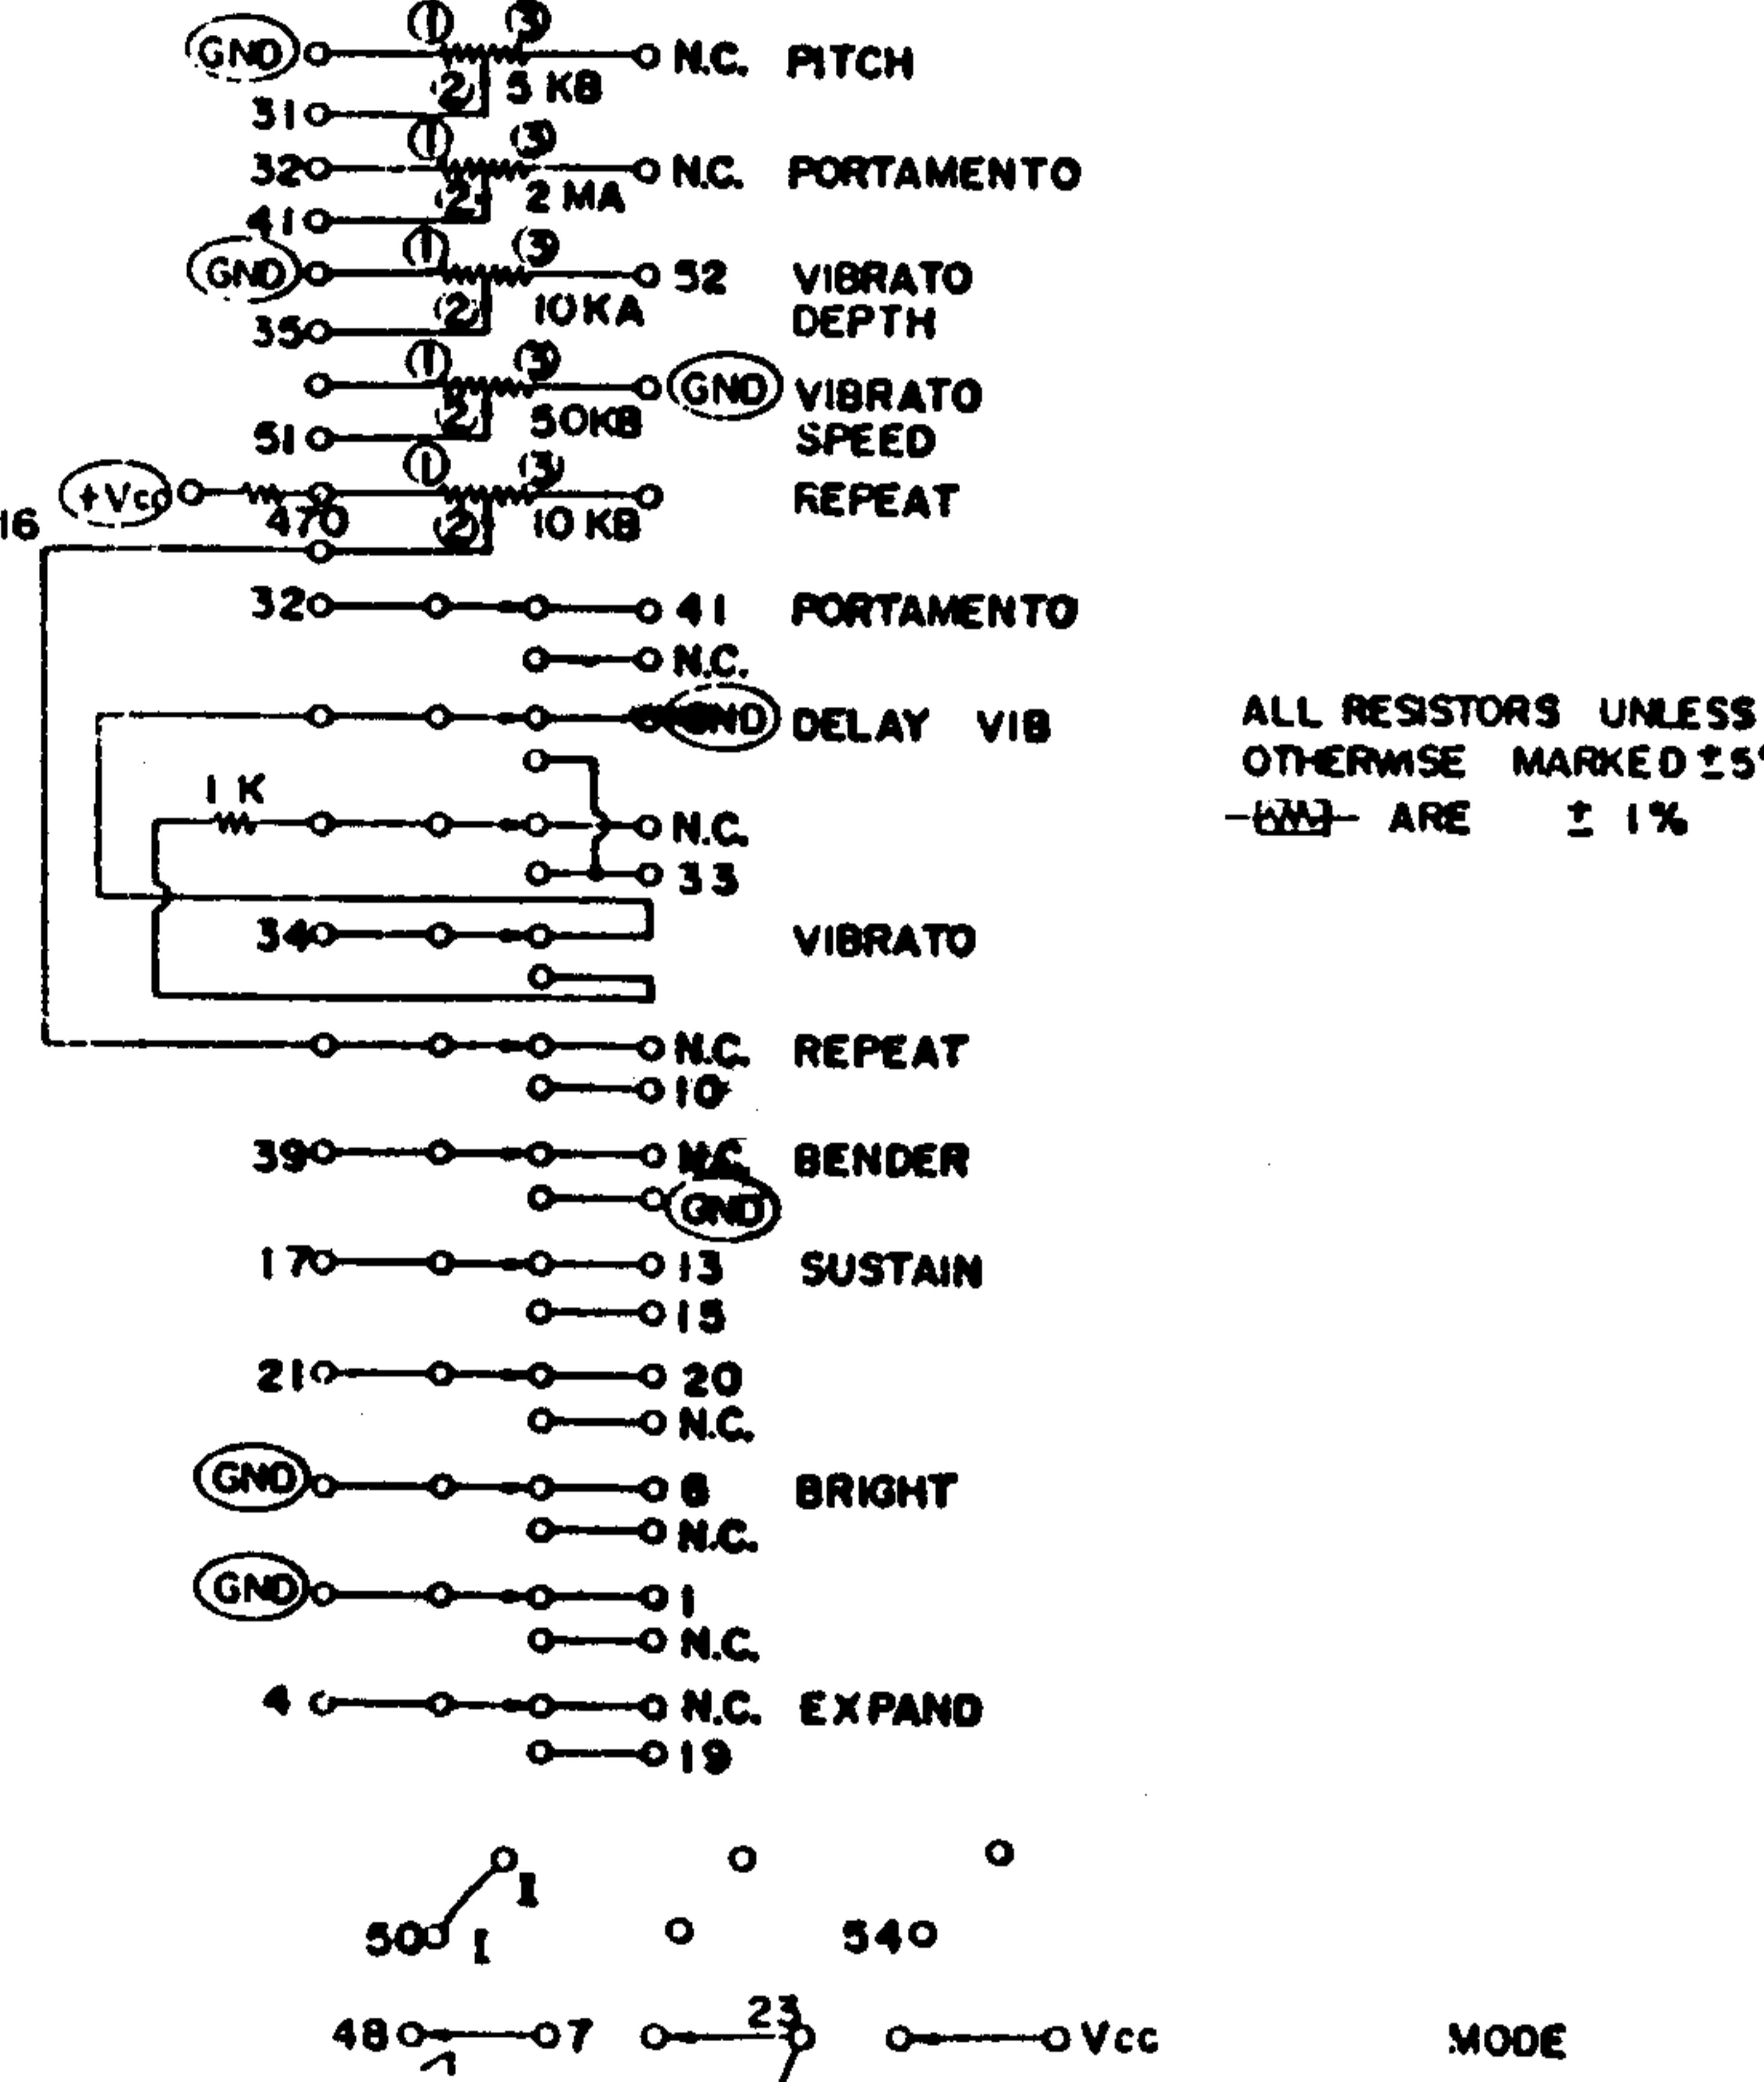 ① ③
GND N.C. PITCH
② 5 KB
31
① ③
32 N.C. PORTAMENTO
② 2 MA
41
① ③
GND 52 VIBRATO
② 10 KA DEPTH
35
① ③
GND VIBRATO
② 50KB SPEED
51
① ③
+Vcc REPEAT
16 470 ② 10 KB
32 41 PORTAMENTO
N.C.
GND DELAY VIB
ALL RESISTORS UNLESS
OTHERWISE MARKED ±5
ARE ± 1%
1 K
N.C.
33
34 VIBRATO
N.C. REPEAT
10
39 N.C. BENDER
GND
17 13 SUSTAIN
15
21 20
N.C.
GND BRIGHT
N.C.
GND 1
N.C.
4 N.C. EXPAND
19
I
50 I 54
23
48 7 Vcc MODE